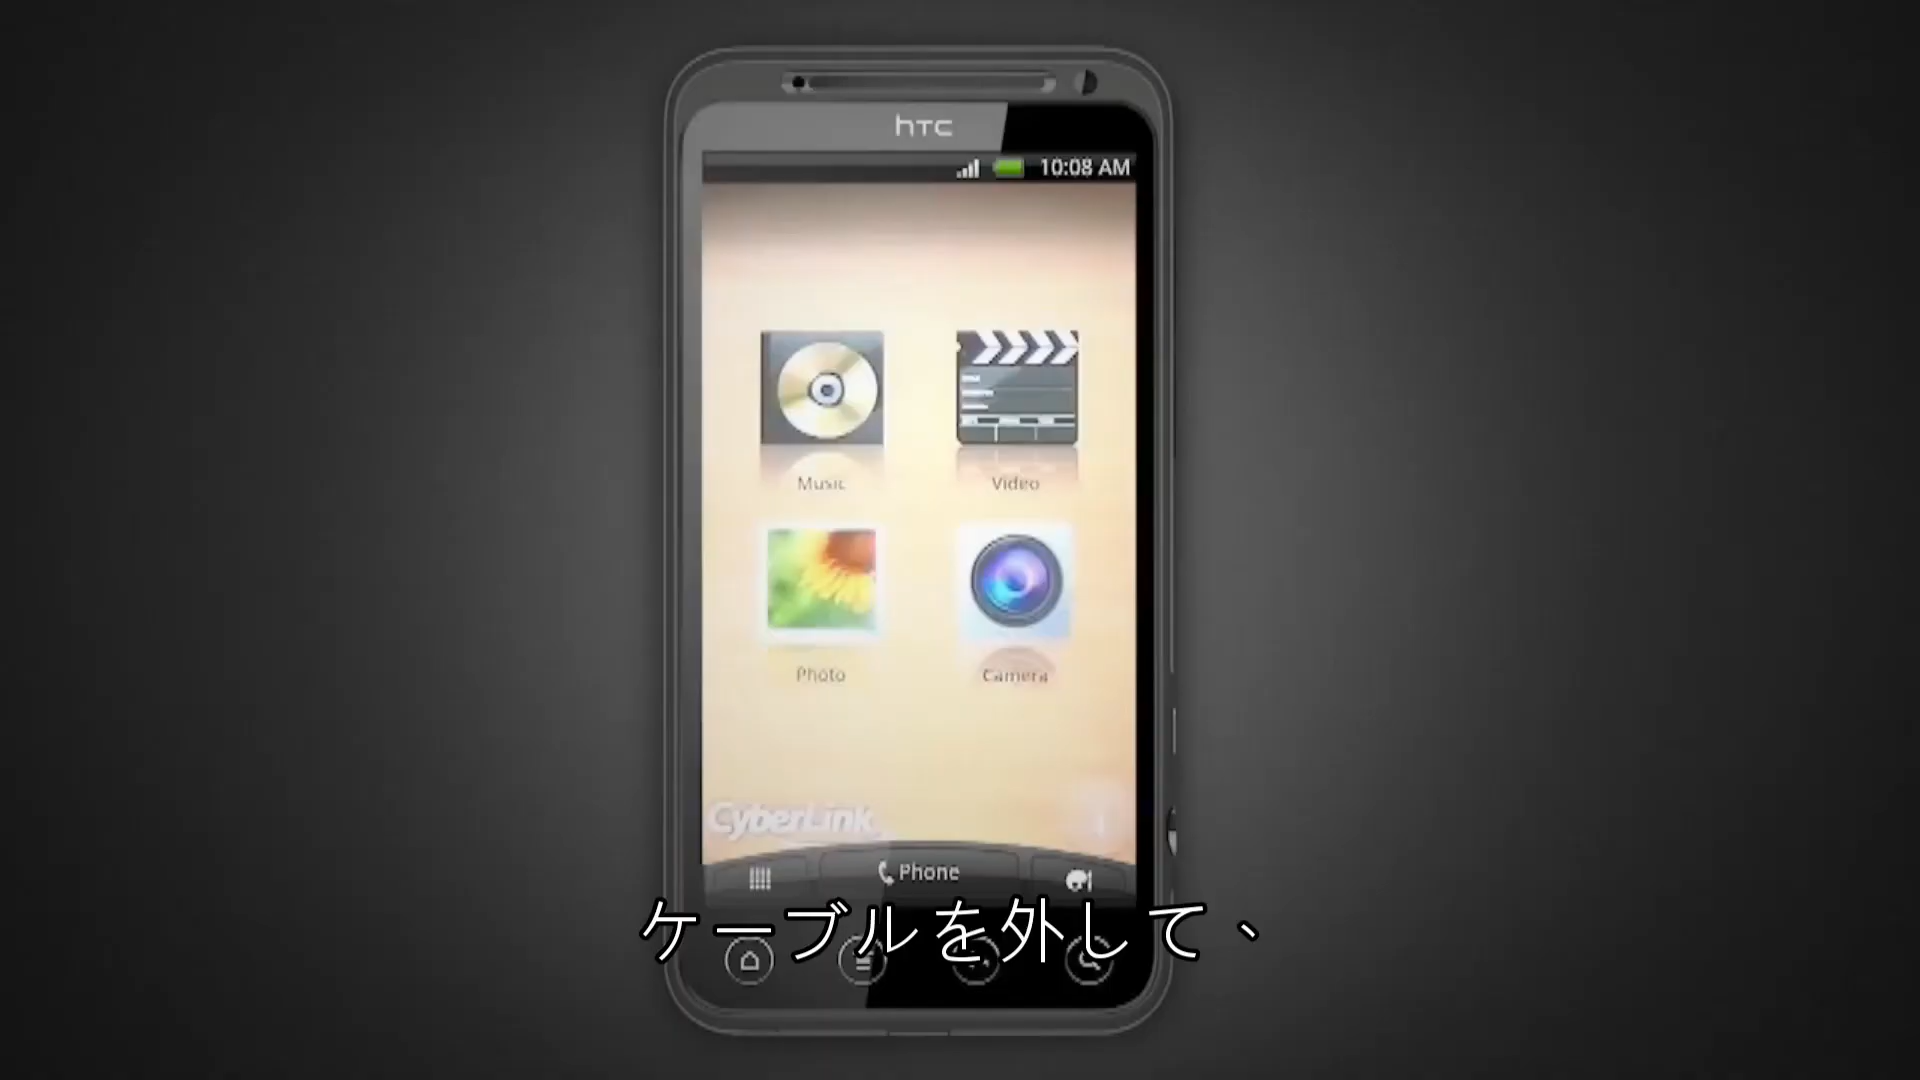 hTC
10:08 AM
Music
Video
Photo
Camera
CyberLink
Phone
ケーブルを外して、